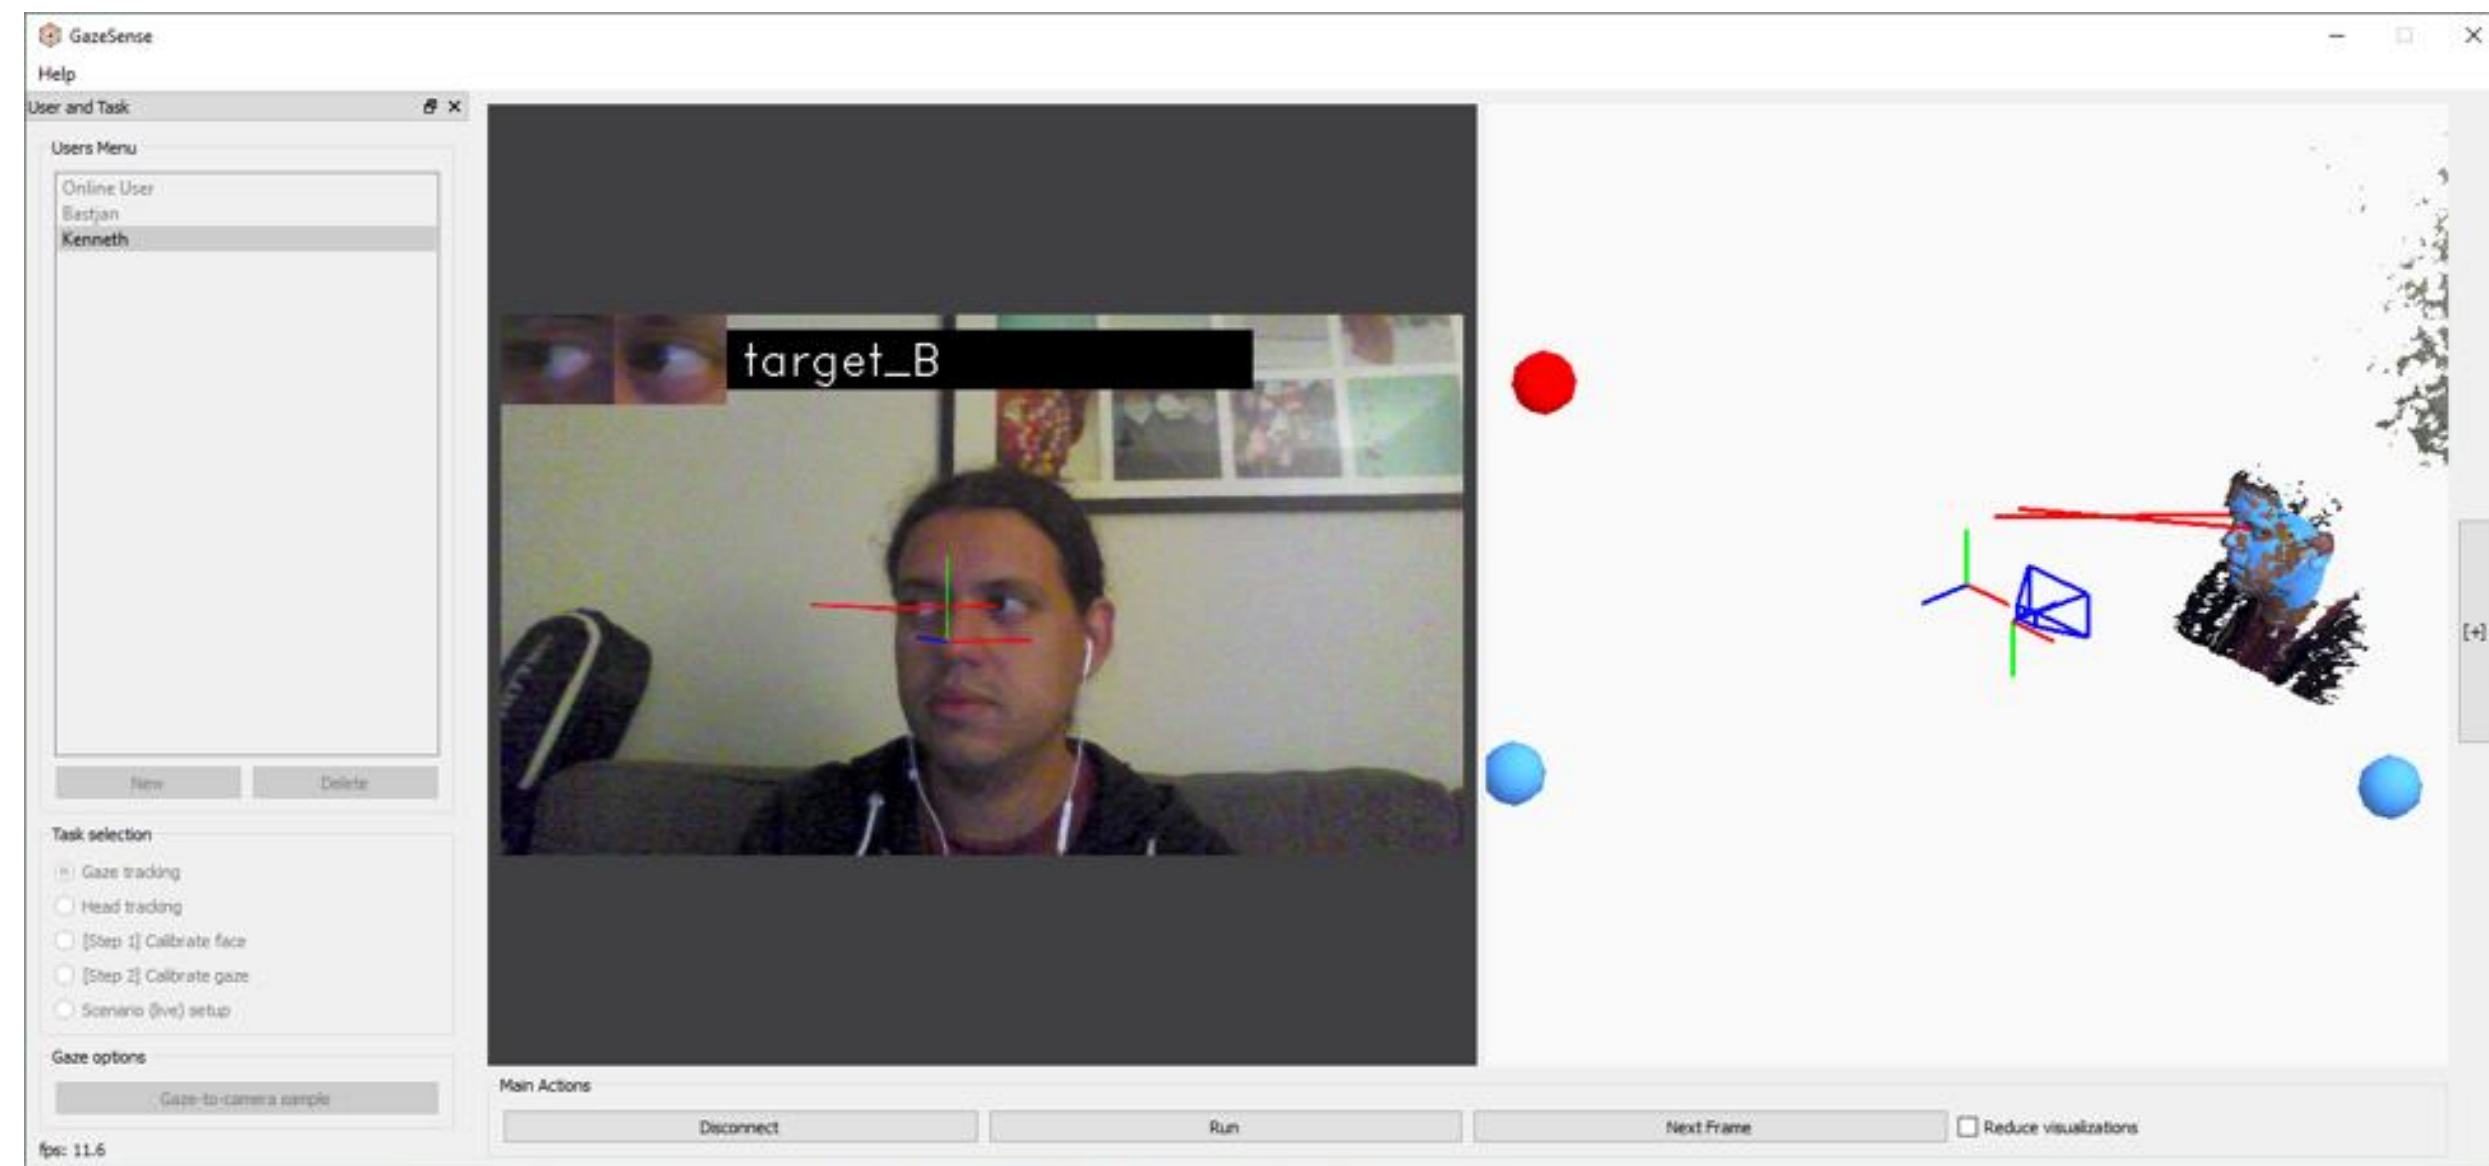 GazeSense
Help
User and Task
Users Menu
Online User
Bastjan
Kenneth
New
Delete
Task selection
Gaze tracking
Head tracking
[Step 1] Calibrate face
[Step 2] Calibrate gaze
Scenario (live) setup
Gaze options
Gaze-to-camera sample
fps: 11.6
target_B
[+]
Main Actions
Disconnect
Run
Next Frame
Reduce visualizations